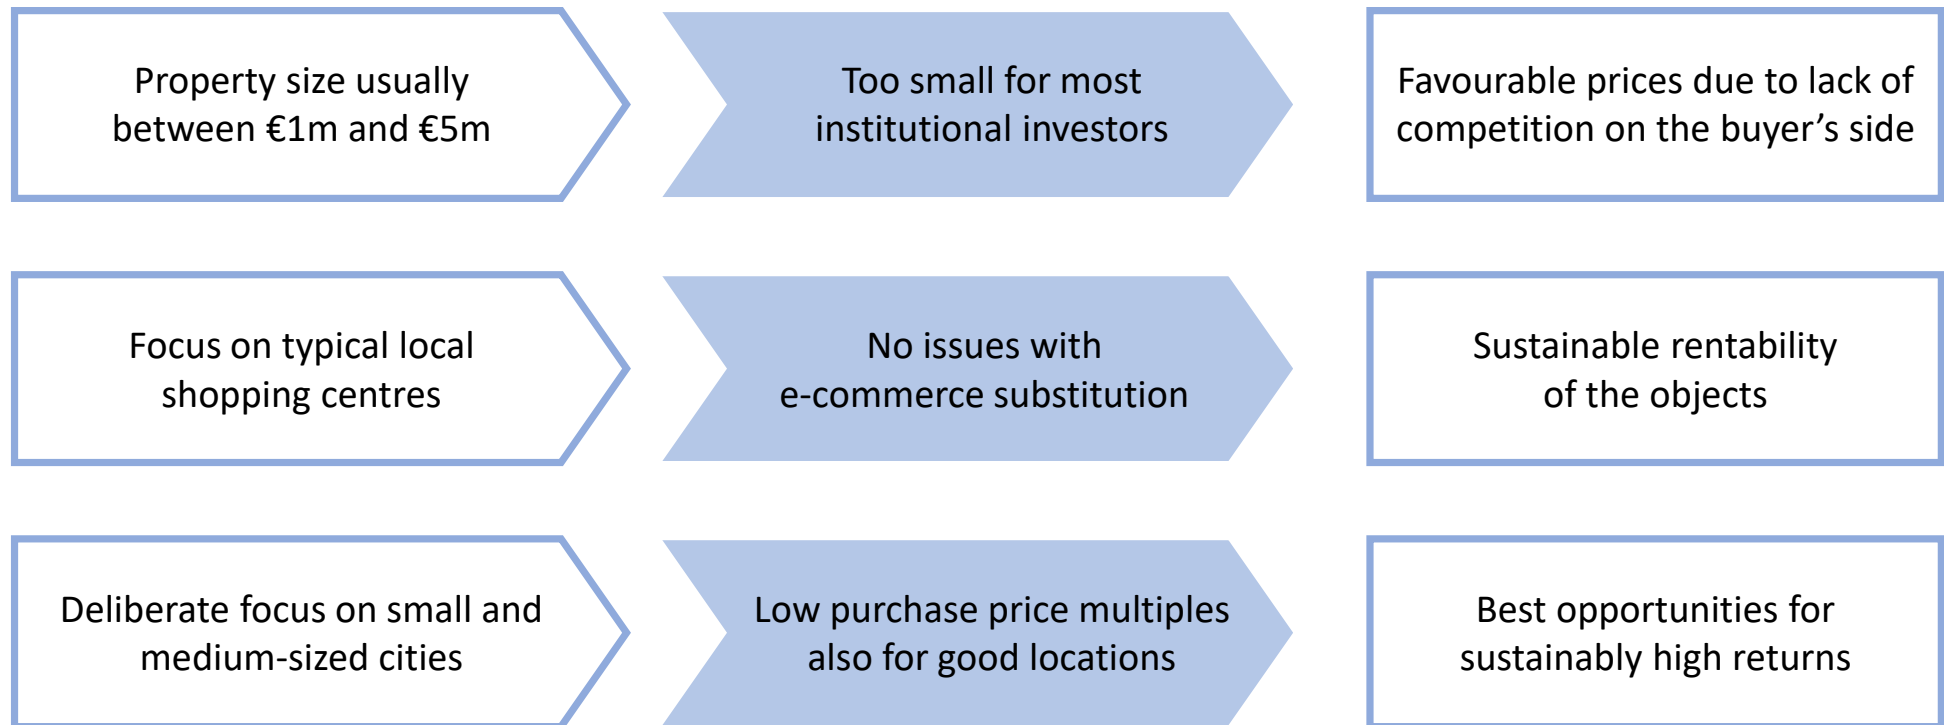 Property size usually
between €1m and €5m
Too small for most
institutional investors
Favourable prices due to lack of
competition on the buyer’s side
Focus on typical local
shopping centres
No issues with
e-commerce substitution
Sustainable rentability
of the objects
Deliberate focus on small and
medium-sized cities
Low purchase price multiples
also for good locations
Best opportunities for
sustainably high returns